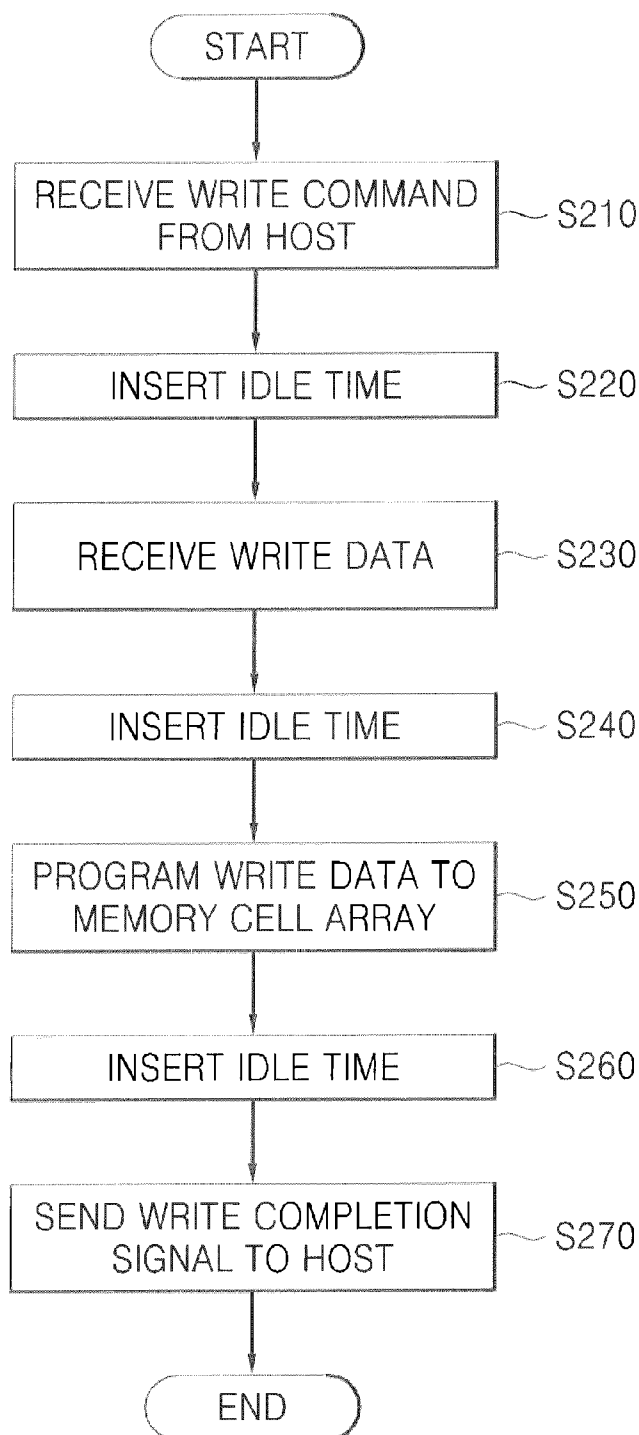 START
RECEIVE WRITE COMMAND
FROM HOST
S210
INSERT IDLE TIME
S220
RECEIVE WRITE DATA
S230
INSERT IDLE TIME
S240
PROGRAM WRITE DATA TO
MEMORY CELL ARRAY
S250
INSERT IDLE TIME
S260
SEND WRITE COMPLETION
SIGNAL TO HOST
S270
END